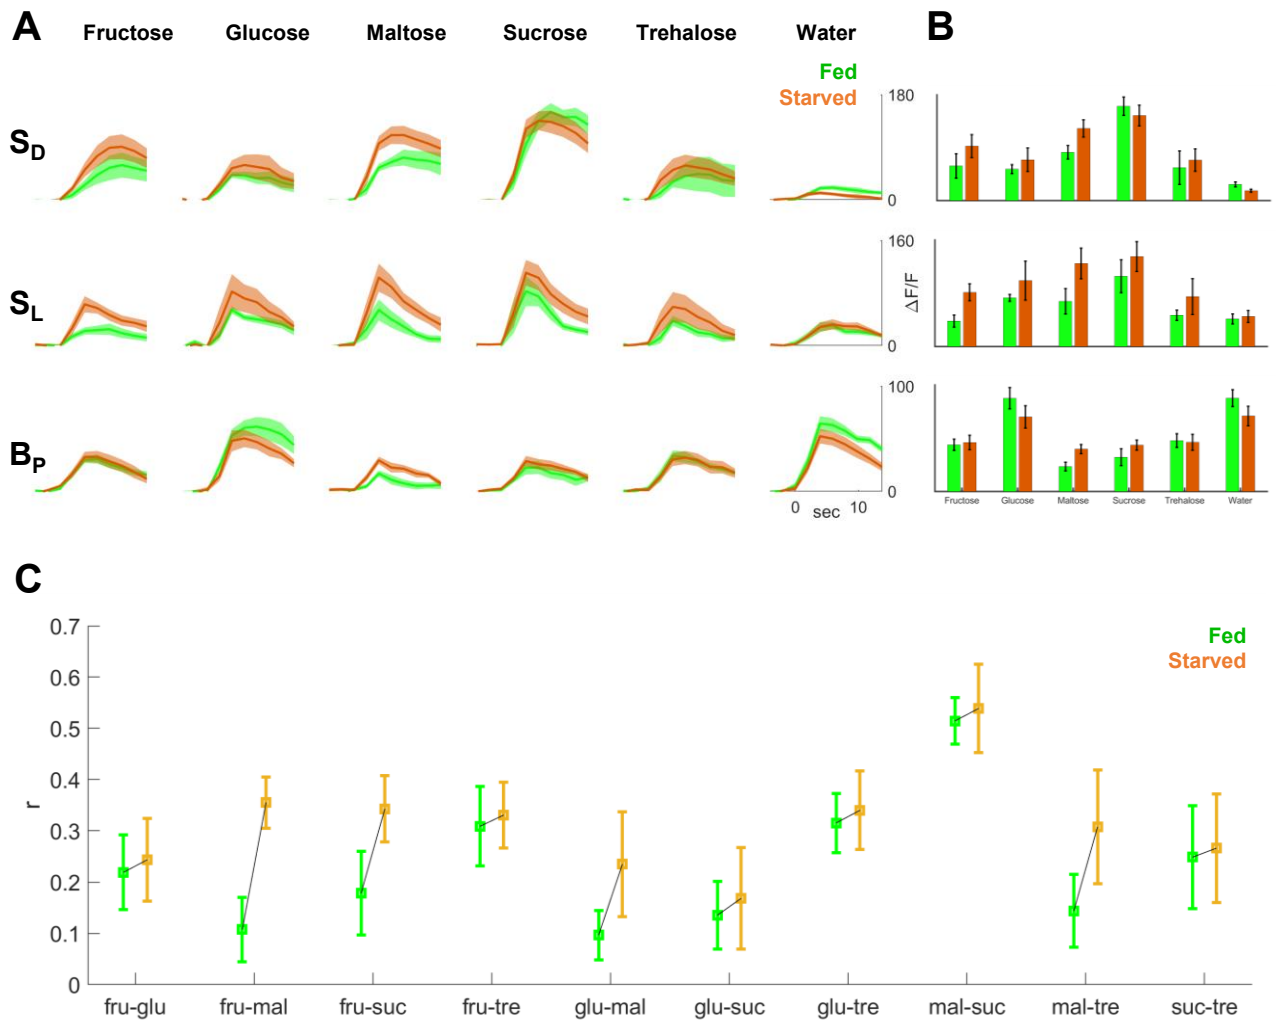 A
Fructose Glucose Maltose Sucrose Trehalose Water
B
Fed
Starved
180
0
S_D
160
0
ΔF/F
S_L
100
0
B_P
0 sec 10
Fructose Glucose Maltose Sucrose Trehalose Water
C
0.7
0.6
0.5
0.4
0.3
0.2
0.1
0
r
Fed
Starved
fru-glu fru-mal fru-suc fru-tre glu-mal glu-suc glu-tre mal-suc mal-tre suc-tre